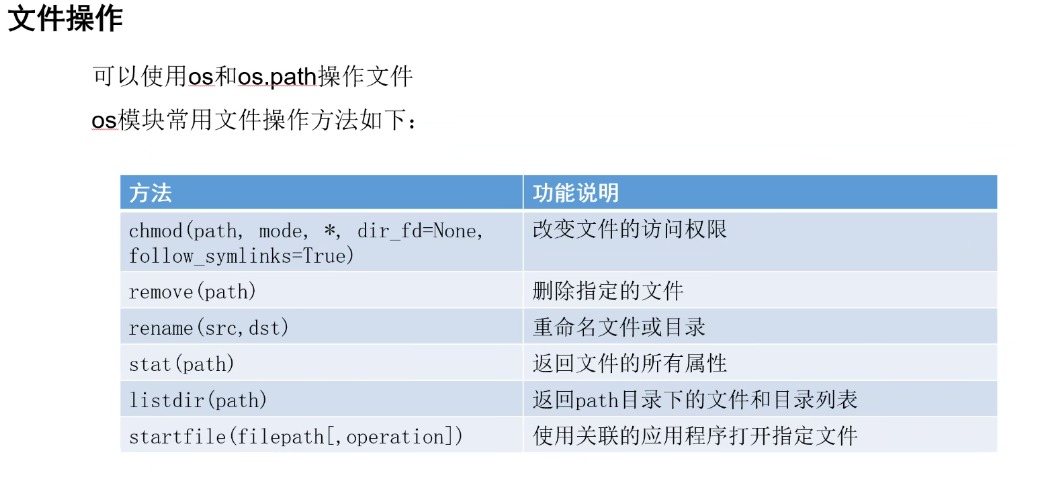 文件操作
可以使用os和os.path操作文件
os模块常用文件操作方法如下：
方法 功能说明
chmod(path, mode, *, dir_fd=None, 改变文件的访问权限
follow_symlinks=True)
remove(path) 删除指定的文件
rename(src,dst) 重命名文件或目录
stat(path) 返回文件的所有属性
listdir(path) 返回path目录下的文件和目录列表
startfile(filepath[,operation]) 使用关联的应用程序打开指定文件